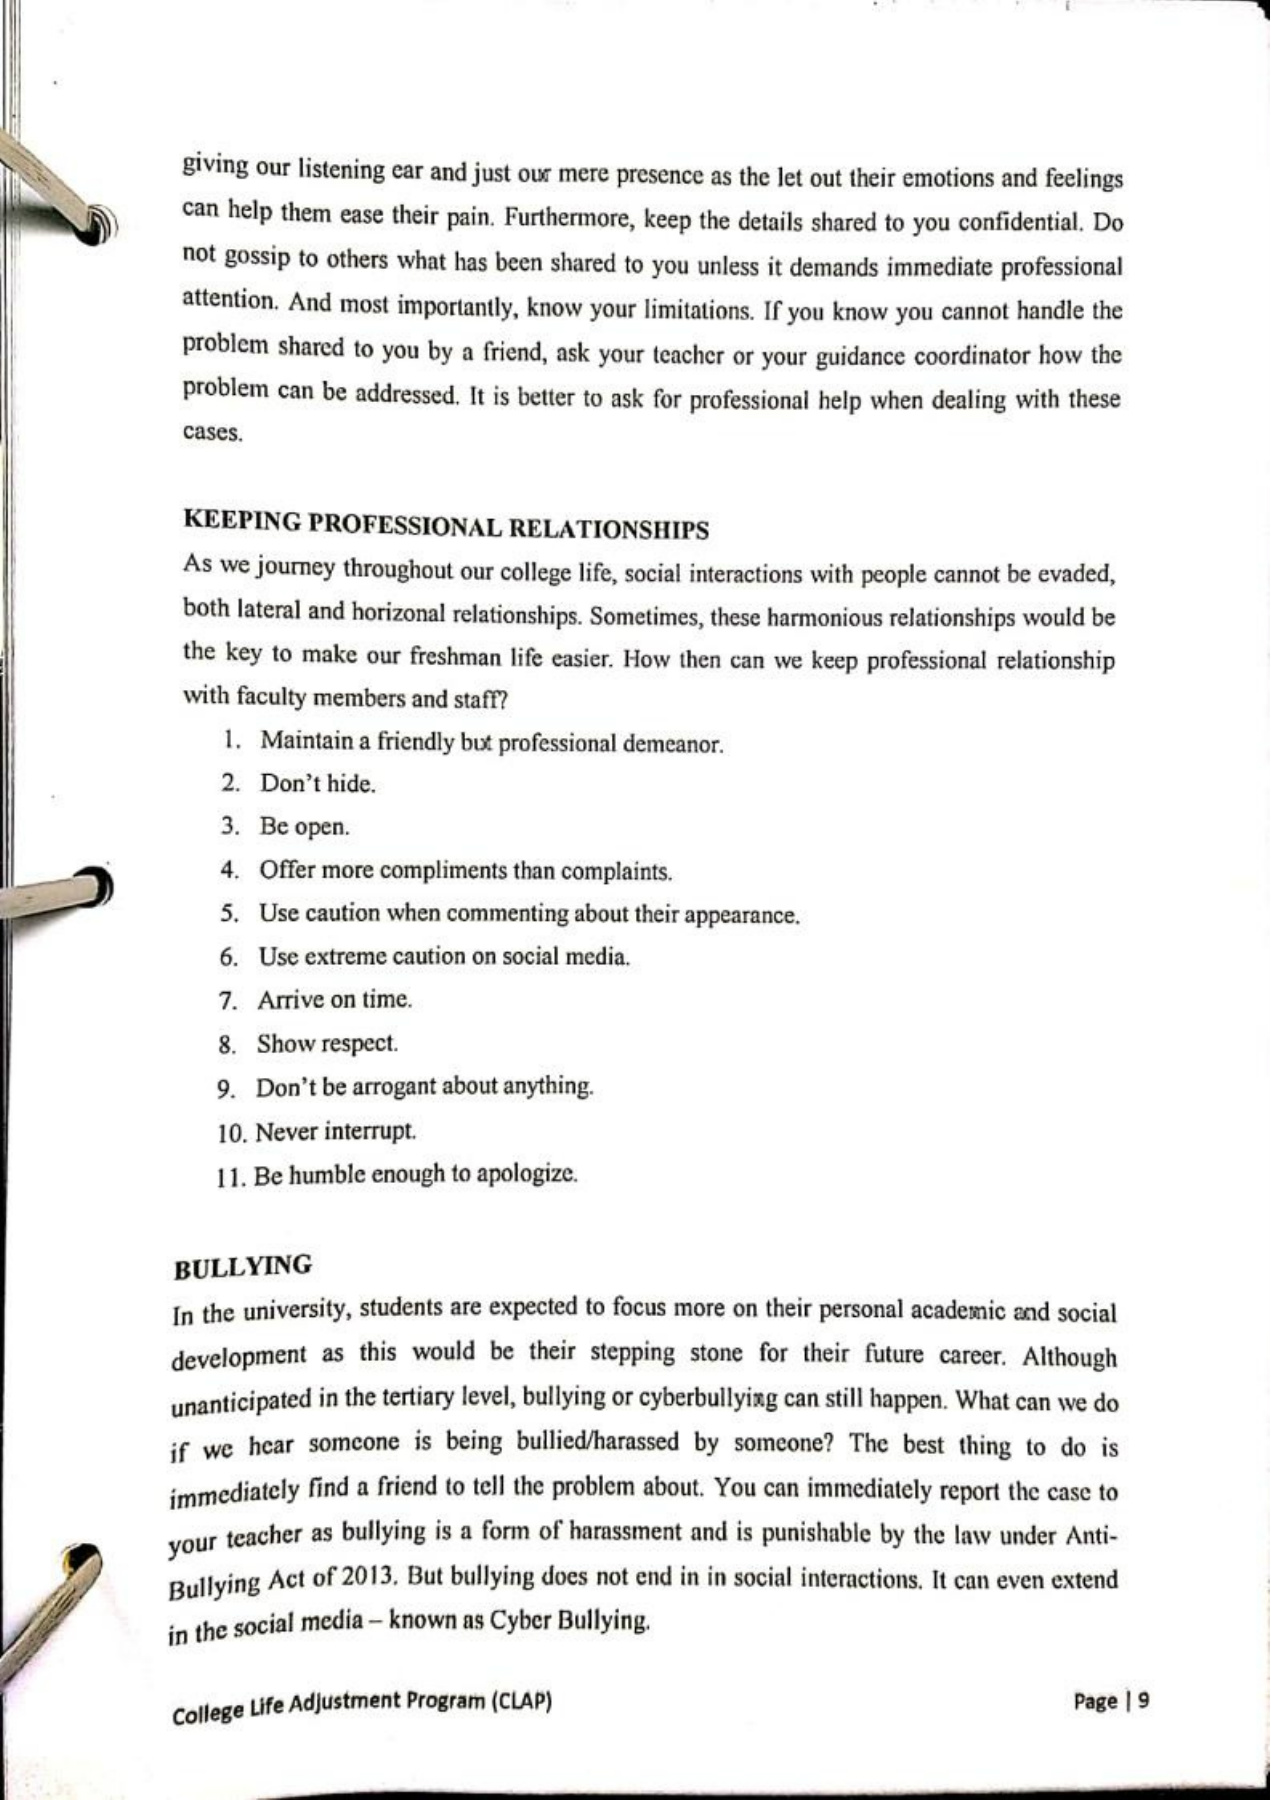 giving our listening ear and just our mere presence as the let out their emotions and feelings
can help them ease their pain. Furthermore, keep the details shared to you confidential. Do
not gossip to others what has been shared to you unless it demands immediate professional
attention. And most importantly, know your limitations. If you know you cannot handle the
problem shared to you by a friend, ask your teacher or your guidance coordinator how the
problem can be addressed. It is better to ask for professional help when dealing with these
cases.
KEEPING PROFESSIONAL RELATIONSHIPS
As we journey throughout our college life, social interactions with people cannot be evaded,
both lateral and horizonal relationships. Sometimes, these harmonious relationships would be
the key to make our freshman life easier. How then can we keep professional relationship
with faculty members and staff?
1. Maintain a friendly but professional demeanor.
2. Don't hide.
3. Be open.
4. Offer more compliments than complaints.
5. Use caution when commenting about their appearance.
6. Use extreme caution on social media.
7. Arrive on time.
8. Show respect.
9. Don't be arrogant about anything.
10. Never interrupt.
11. Be humble enough to apologize.
BULLYING
In the university, students are expected to focus more on their personal academic and social
development as this would be their stepping stone for their future career. Although
unanticipated in the tertiary level, bullying or cyberbullying can still happen. What can we do
if we hear someone is being bullied/harassed by someone? The best thing to do is
immediately find a friend to tell the problem about. You can immediately report the case to
your teacher as bullying is a form of harassment and is punishable by the law under Anti-
Bullying Act of 2013. But bullying does not end in in social interactions. It can even extend
in the social media – known as Cyber Bullying.
College Life Adjustment Program (CLAP)
Page | 9